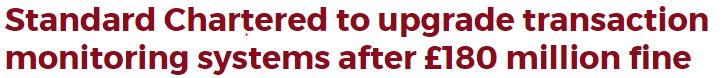 Standard Chartered to upgrade transaction
monitoring systems after £180 million fine